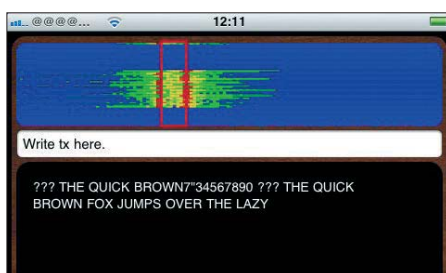 @@@@... 12:11
Write tx here.
??? THE QUICK BROWN7"34567890 ??? THE QUICK
BROWN FOX JUMPS OVER THE LAZY